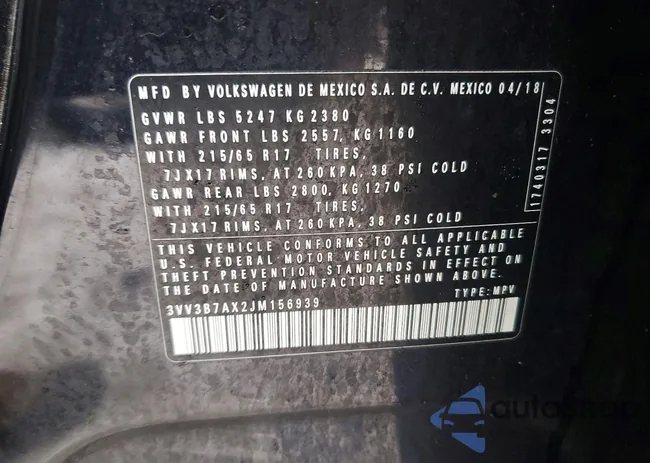 MFD BY VOLKSWAGEN DE MEXICO S.A. DE C.V. MEXICO 04/18
GVWR LBS 5247 KG 2380
GAWR FRONT LBS 2557, KG 1160
WITH 215/65 R17 TIRES,
7JX17 RIMS, AT 260 KPA, 38 PSI COLD
GAWR REAR LBS 2800, KG 1270
WITH 215/65 R17 TIRES,
7JX17 RIMS, AT 260 KPA, 38 PSI COLD
1740317 3304
THIS VEHICLE CONFORMS TO ALL APPLICABLE
U.S. FEDERAL MOTOR VEHICLE SAFETY AND
THEFT PREVENTION STANDARDS IN EFFECT ON
THE DATE OF MANUFACTURE SHOWN ABOVE.
3VV3B7AX2JM156939 TYPE: MPV